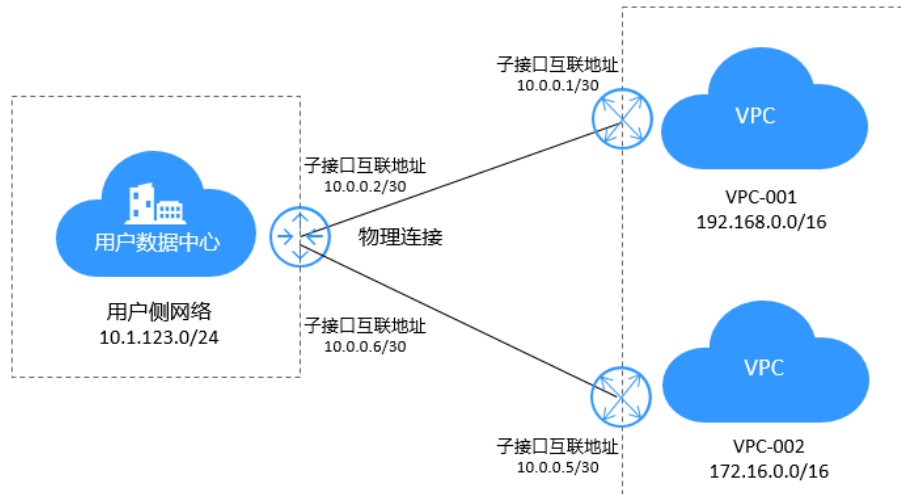 子接口互联地址
10.0.0.1/30
VPC
VPC-001
192.168.0.0/16
子接口互联地址
10.0.0.2/30
用户数据中心
物理连接
用户侧网络
10.1.123.0/24
子接口互联地址
10.0.0.6/30
VPC
子接口互联地址
10.0.0.5/30
VPC-002
172.16.0.0/16